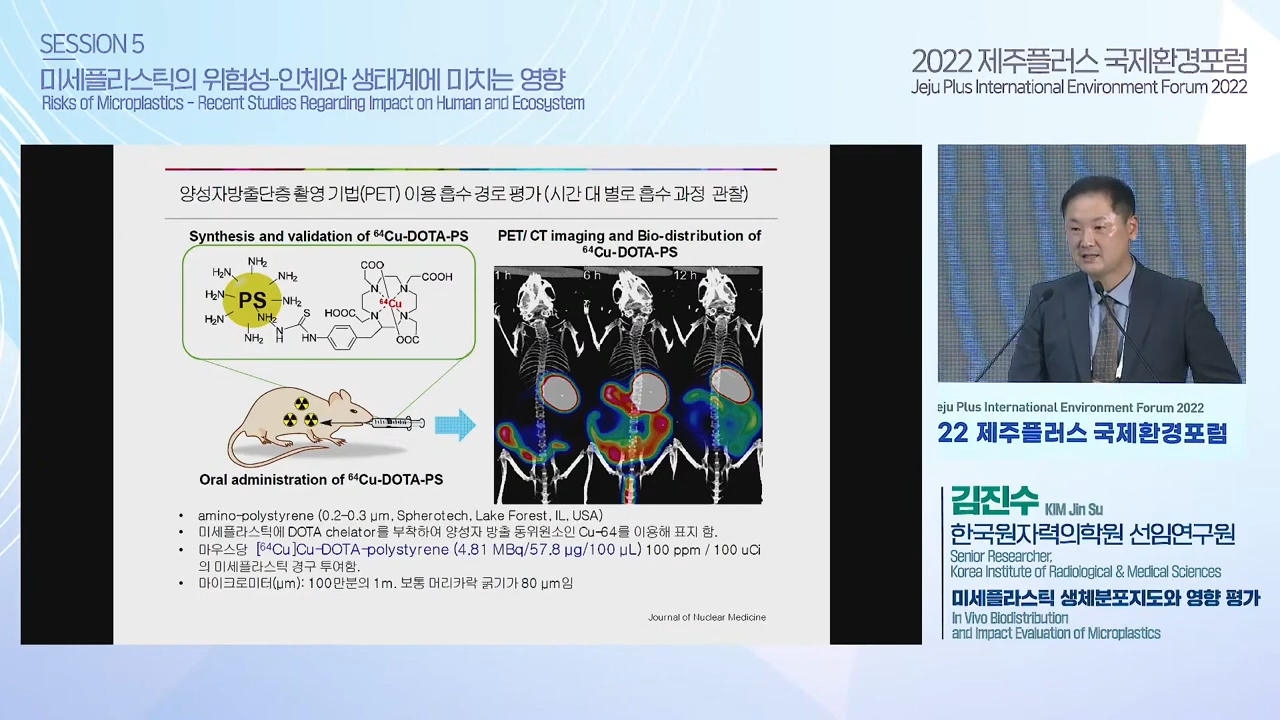 SESSION 5
미세플라스틱의 위험성-인체와 생태계에 미치는 영향
Risks of Microplastics - Recent Studies Regarding Impact on Human and Ecosystem
2022 제주플러스 국제환경포럼
Jeju Plus International Environment Forum 2022
양성자방출단층촬영 기법(PET) 이용 흡수 경로 평가 (시간 대 별로 흡수 과정 관찰)
Synthesis and validation of ⁶⁴Cu-DOTA-PS
NH₂
H₂N
NH₂
H₂N
PS
NH₂
H₂N
NH₂
NH₂
N
H
S
HN
COO
COOH
N
N
⁶⁴Cu
HOOC
N
N
OOC
Oral administration of ⁶⁴Cu-DOTA-PS
PET/ CT imaging and Bio-distribution of
⁶⁴Cu-DOTA-PS
1 h
6 h
12 h
• amino-polystyrene (0.2-0.3 μm, Spherotech, Lake Forest, IL, USA)
• 미세플라스틱에 DOTA chelator를 부착하여 양성자 방출 동위원소인 Cu-64를 이용해 표지 함.
• 마우스당 [⁶⁴Cu]Cu-DOTA-polystyrene (4.81 MBq/57.8 μg/100 μL) 100 ppm / 100 uCi
의 미세플라스틱 경구 투여함.
• 마이크로미터(μm): 100만분의 1m. 보통 머리카락 굵기가 80 μm임
Journal of Nuclear Medicine
eju Plus International Environment Forum 2022
22 제주플러스 국제환경포럼
김진수 KIM Jin Su
한국원자력의학원 선임연구원
Senior Researcher,
Korea Institute of Radiological & Medical Sciences
미세플라스틱 생체분포지도와 영향 평가
In Vivo Biodistribution
and Impact Evaluation of Microplastics